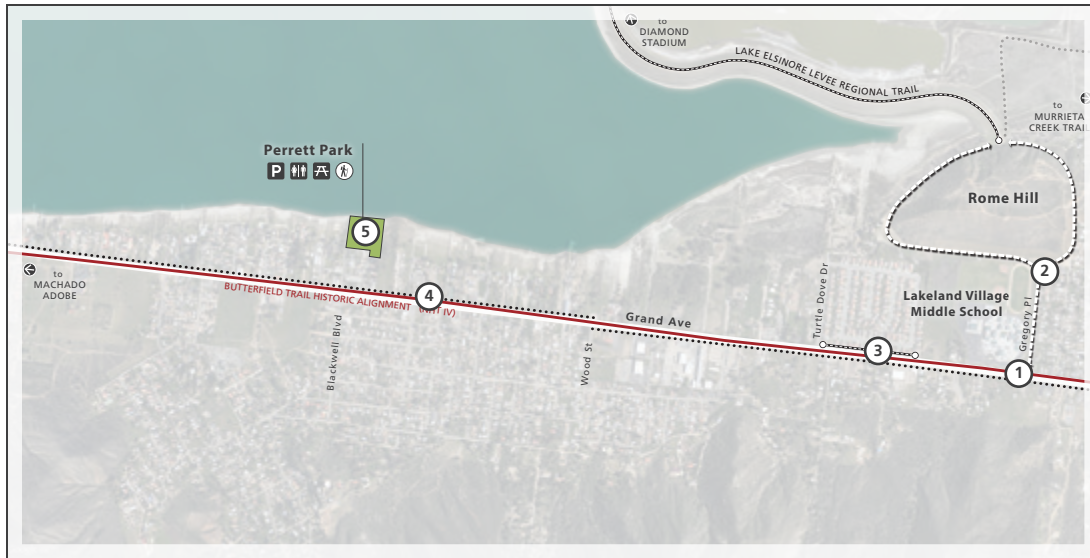 to
DIAMOND
STADIUM
LAKE ELSINORE LEVEE REGIONAL TRAIL
to
MURRIETA
CREEK TRAIL
Perrett Park
P
Rome Hill
5
2
to
MACHADO
ADOBE
BUTTERFIELD TRAIL HISTORIC ALIGNMENT
4
Lakeland Village
Middle School
Grand Ave
Turtle Dove Dr
Gregory Pl
Blackwell Blvd
Wood St
3
1